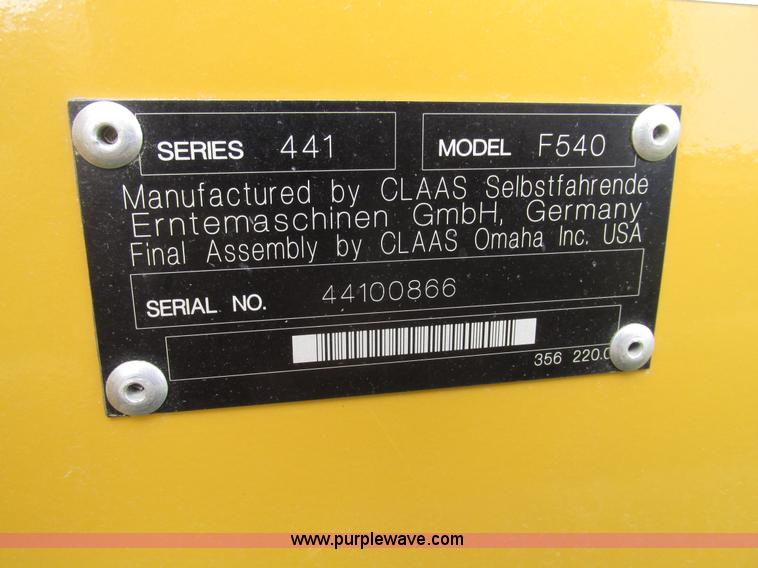 SERIES 441 MODEL F540
Manufactured by CLAAS Selbstfahrende
Erntemaschinen GmbH, Germany
Final Assembly by CLAAS Omaha Inc. USA
SERIAL NO. 44100866
356 220.
www.purplewave.com